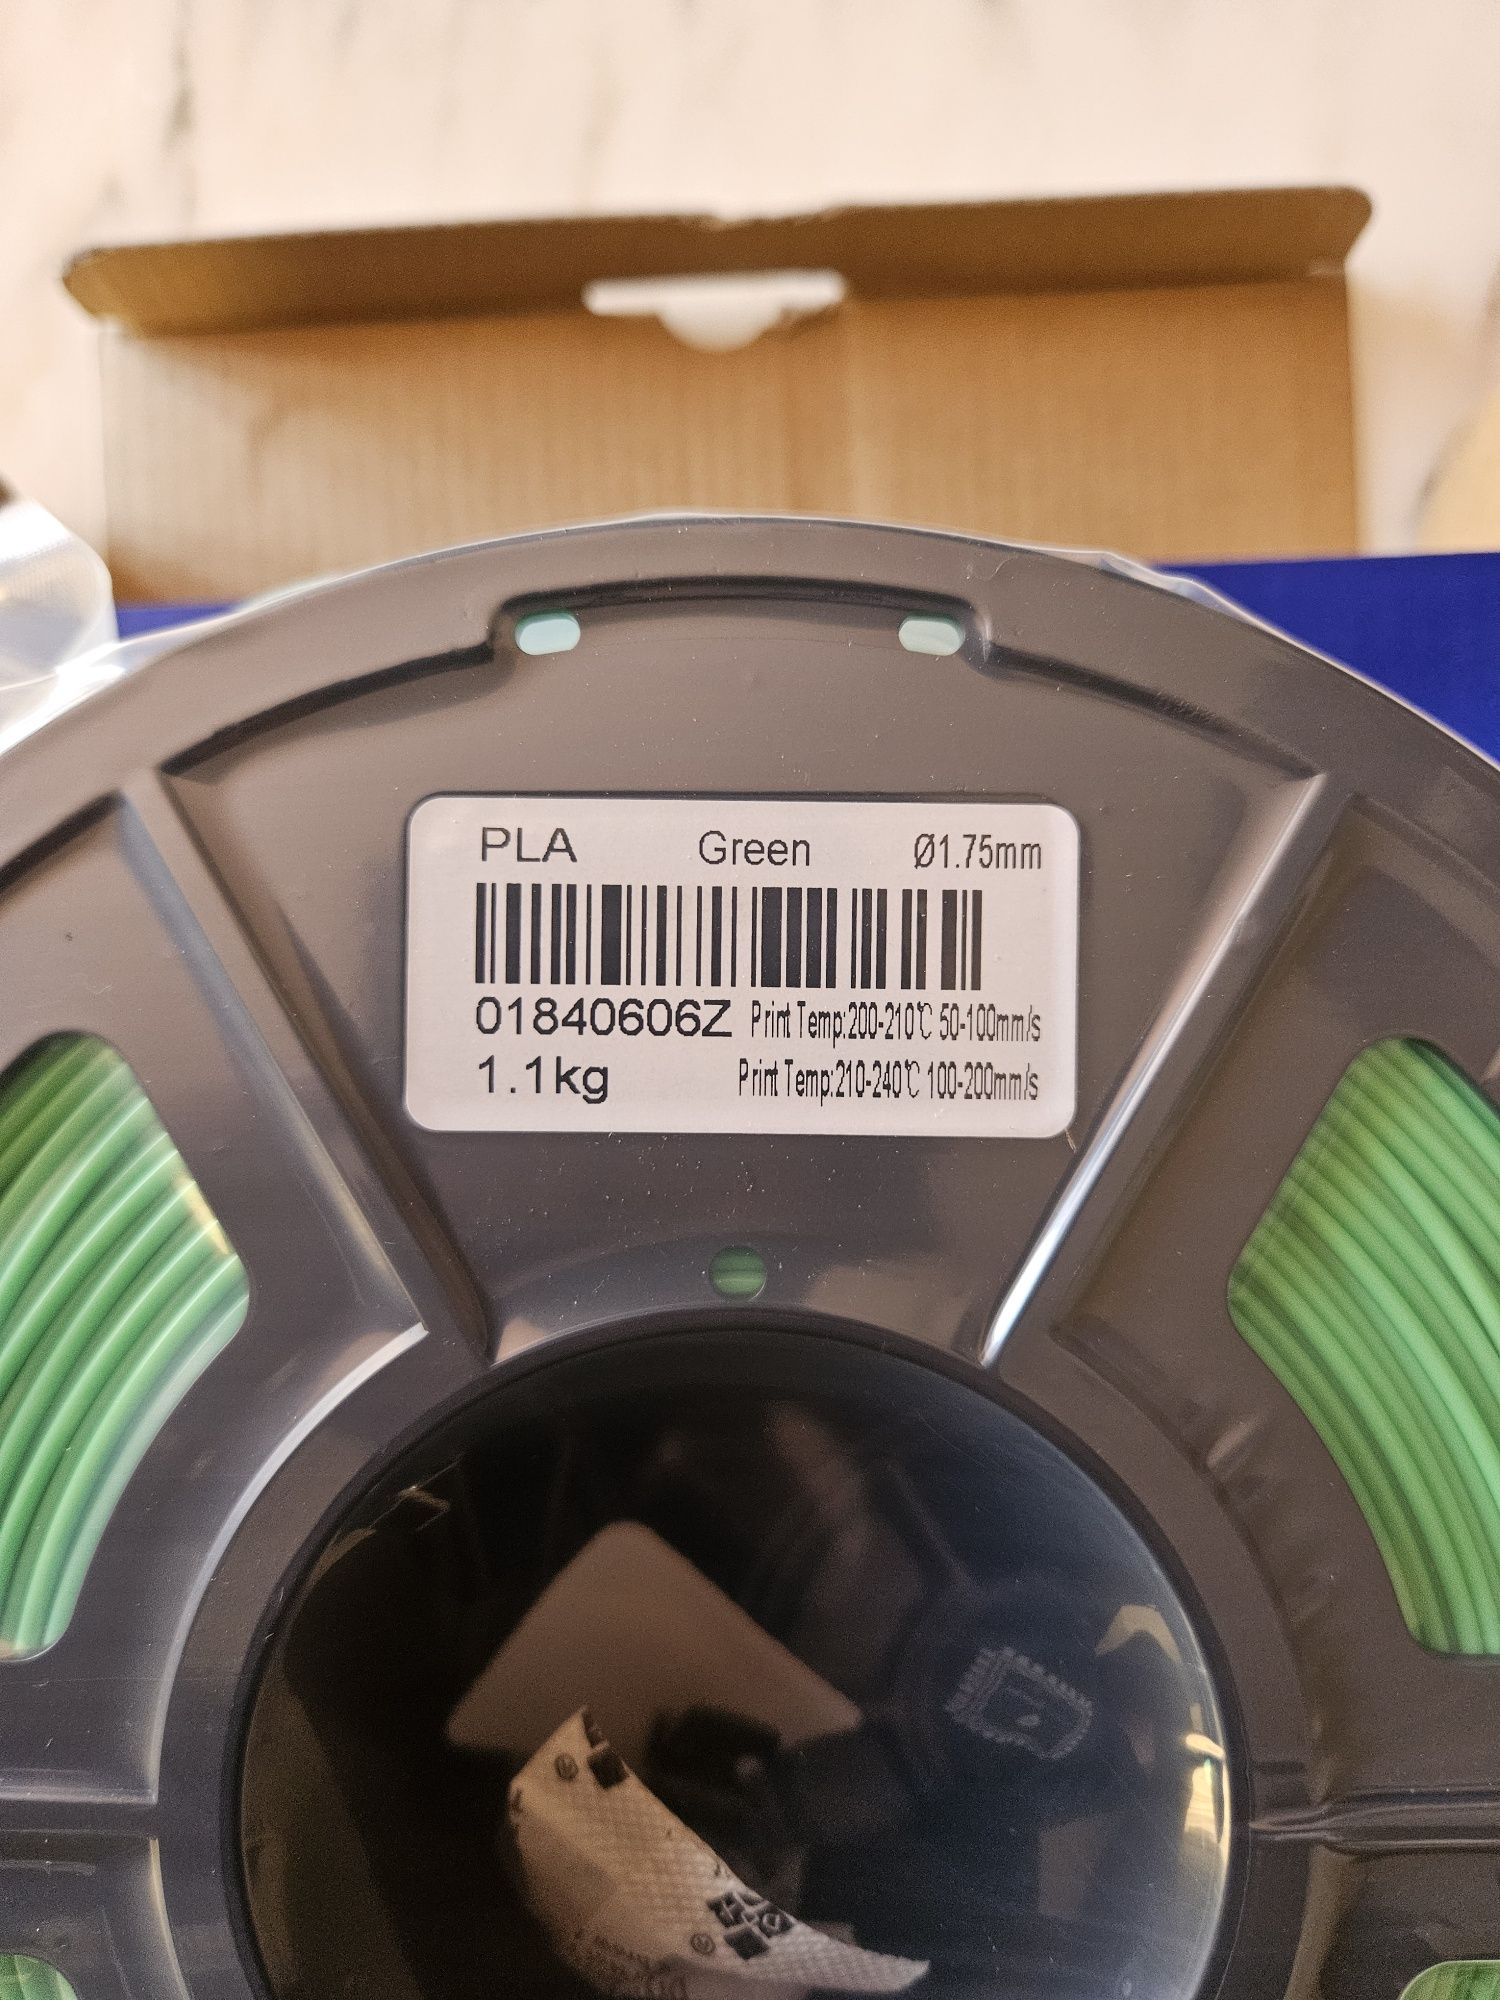 PLA Green Ø1.75mm
01840606Z Print Temp:200-210℃ 50-100mm/s
1.1kg Print Temp:210-240℃ 100-200mm/s